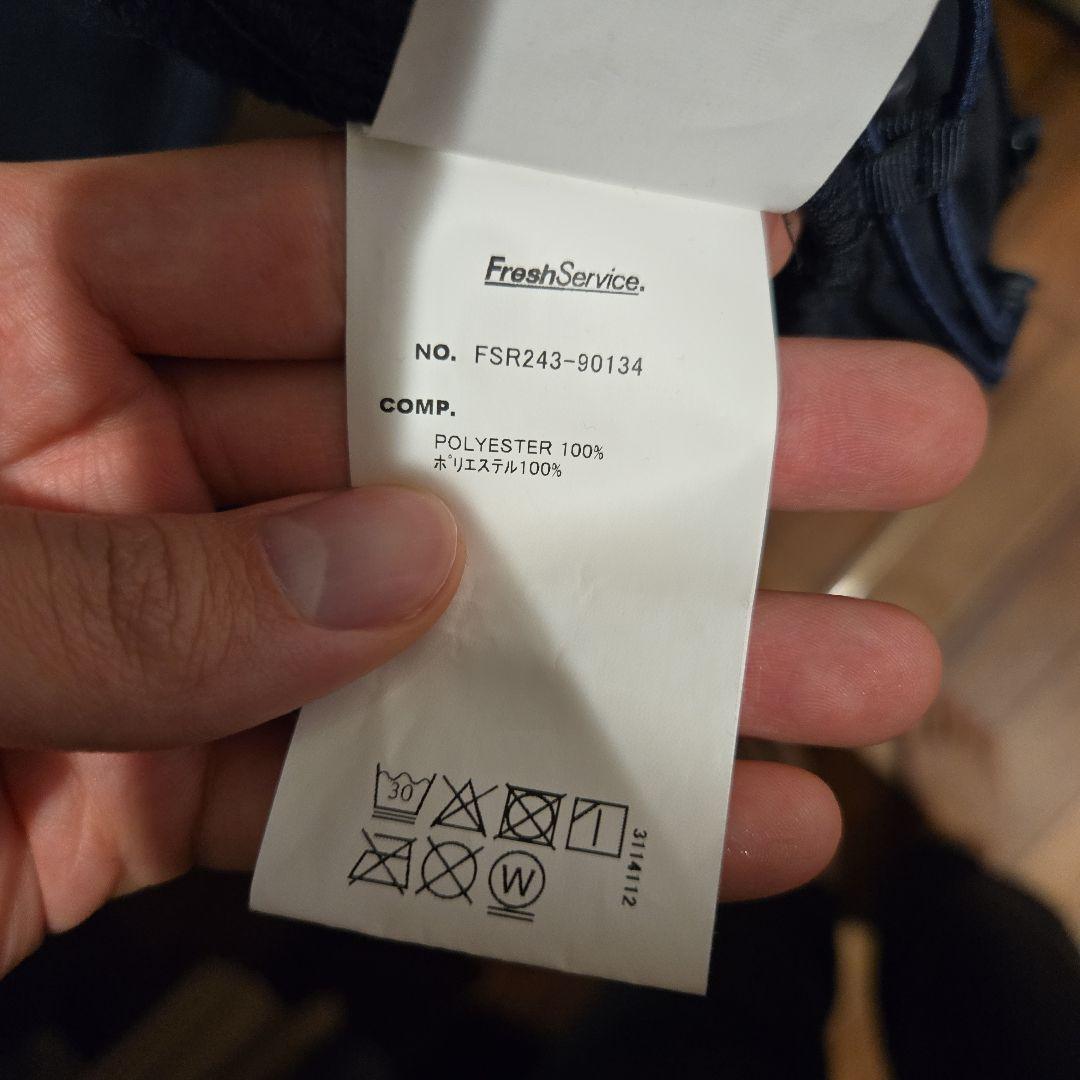 FreshService.
NO. FSR243-90134
COMP.
POLYESTER 100%
ﾎﾟﾘｴｽﾃﾙ100%
30
W
3114112